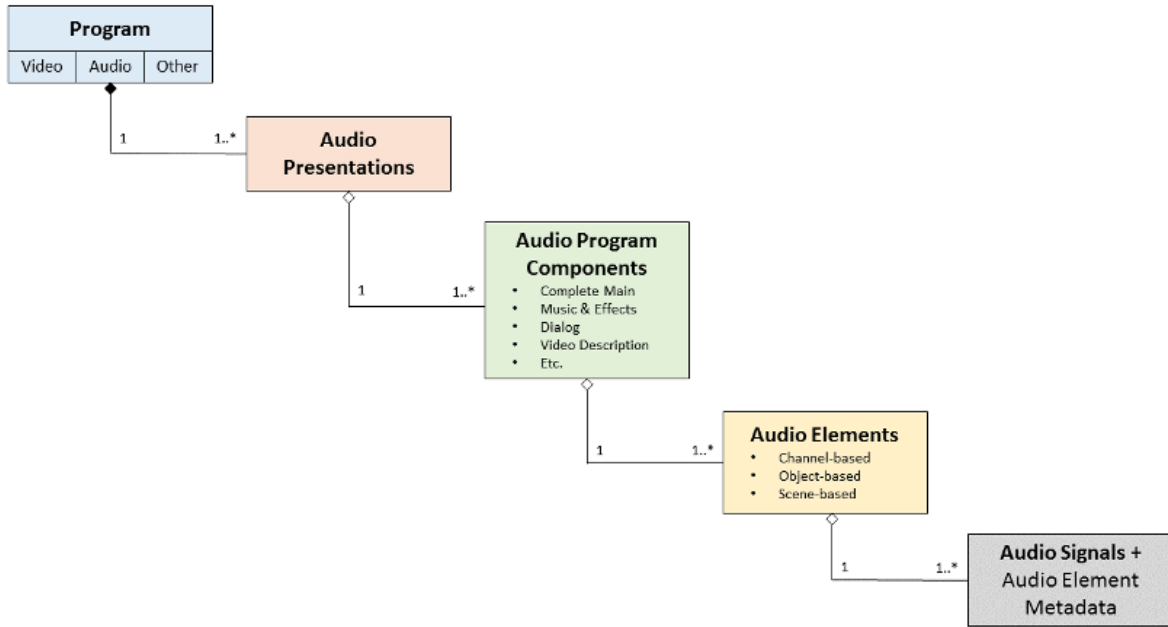 Program
Video Audio Other
1 1..*
Audio
Presentations
1 1..*
Audio Program
Components
• Complete Main
• Music & Effects
• Dialog
• Video Description
• Etc.
1 1..*
Audio Elements
• Channel-based
• Object-based
• Scene-based
1 1..*
Audio Signals +
Audio Element
Metadata